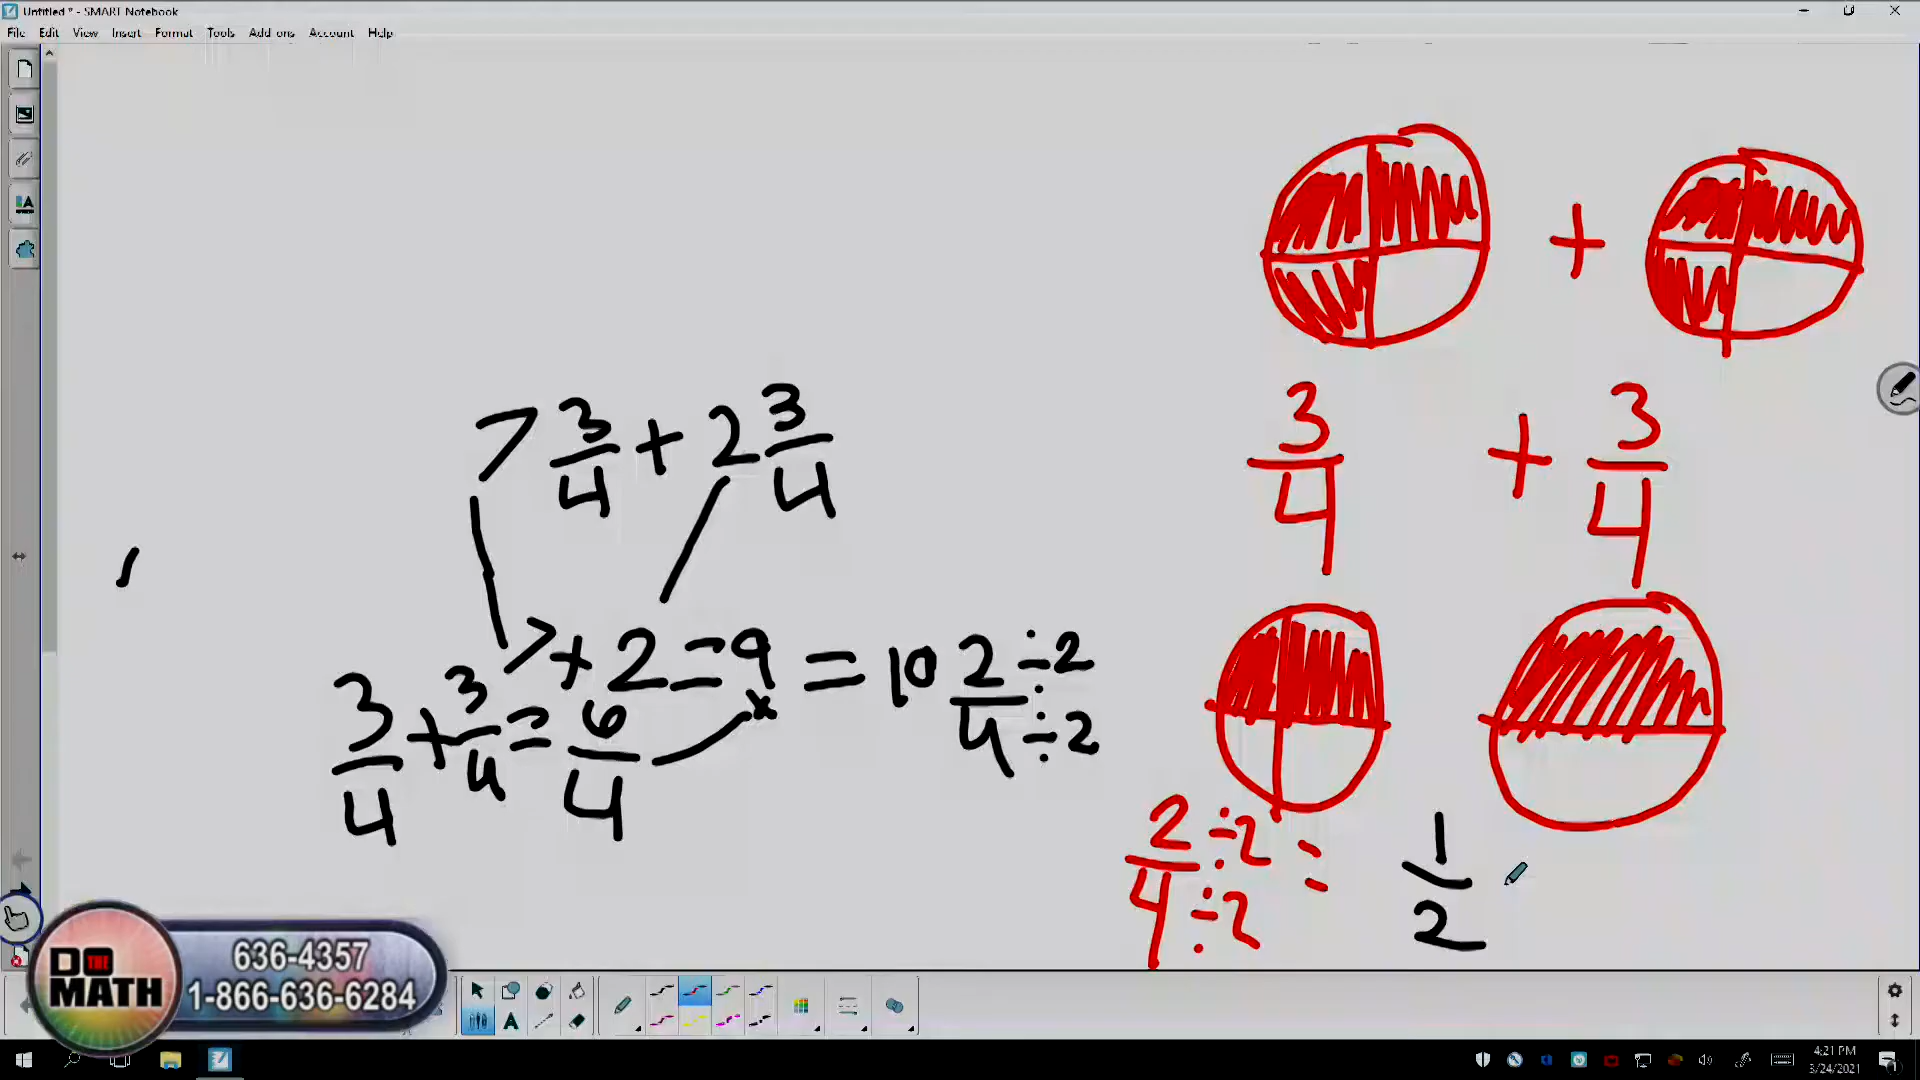 Untitled * - SMART Notebook
File Edit View Insert Format Tools Add-ons Account Help
7 3/4 + 2 3/4
7 + 2 = 9 = 10 2/4 ÷2 ÷2
3/4 + 3/4 = 6/4
3/4 + 3/4
2/4 ÷2 ÷2 = 1/2
DO THE MATH
636-4357
1-866-636-6284
4:21 PM
3/24/2021